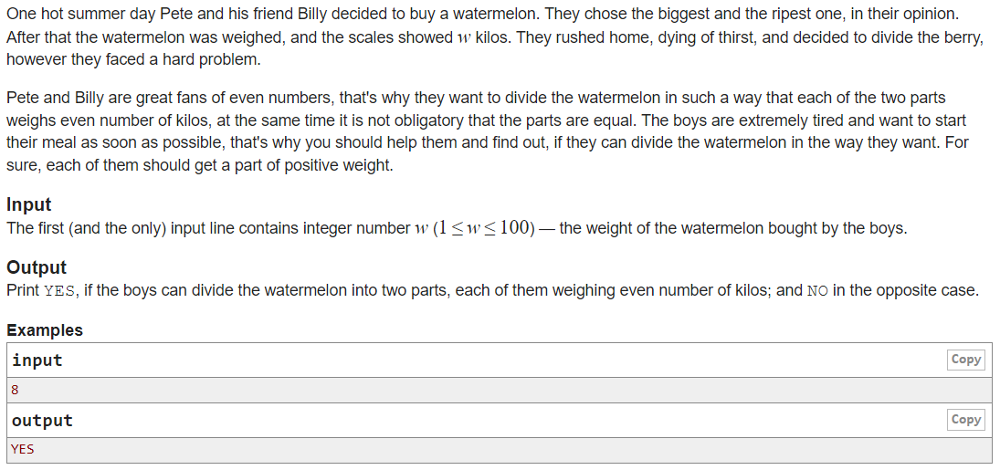 One hot summer day Pete and his friend Billy decided to buy a watermelon. They chose the biggest and the ripest one, in their opinion.
After that the watermelon was weighed, and the scales showed w kilos. They rushed home, dying of thirst, and decided to divide the berry,
however they faced a hard problem.
Pete and Billy are great fans of even numbers, that's why they want to divide the watermelon in such a way that each of the two parts
weighs even number of kilos, at the same time it is not obligatory that the parts are equal. The boys are extremely tired and want to start
their meal as soon as possible, that's why you should help them and find out, if they can divide the watermelon in the way they want. For
sure, each of them should get a part of positive weight.
Input
The first (and the only) input line contains integer number w (1 ≤ w ≤ 100) — the weight of the watermelon bought by the boys.
Output
Print YES, if the boys can divide the watermelon into two parts, each of them weighing even number of kilos; and NO in the opposite case.
Examples
input Copy
8
output Copy
YES